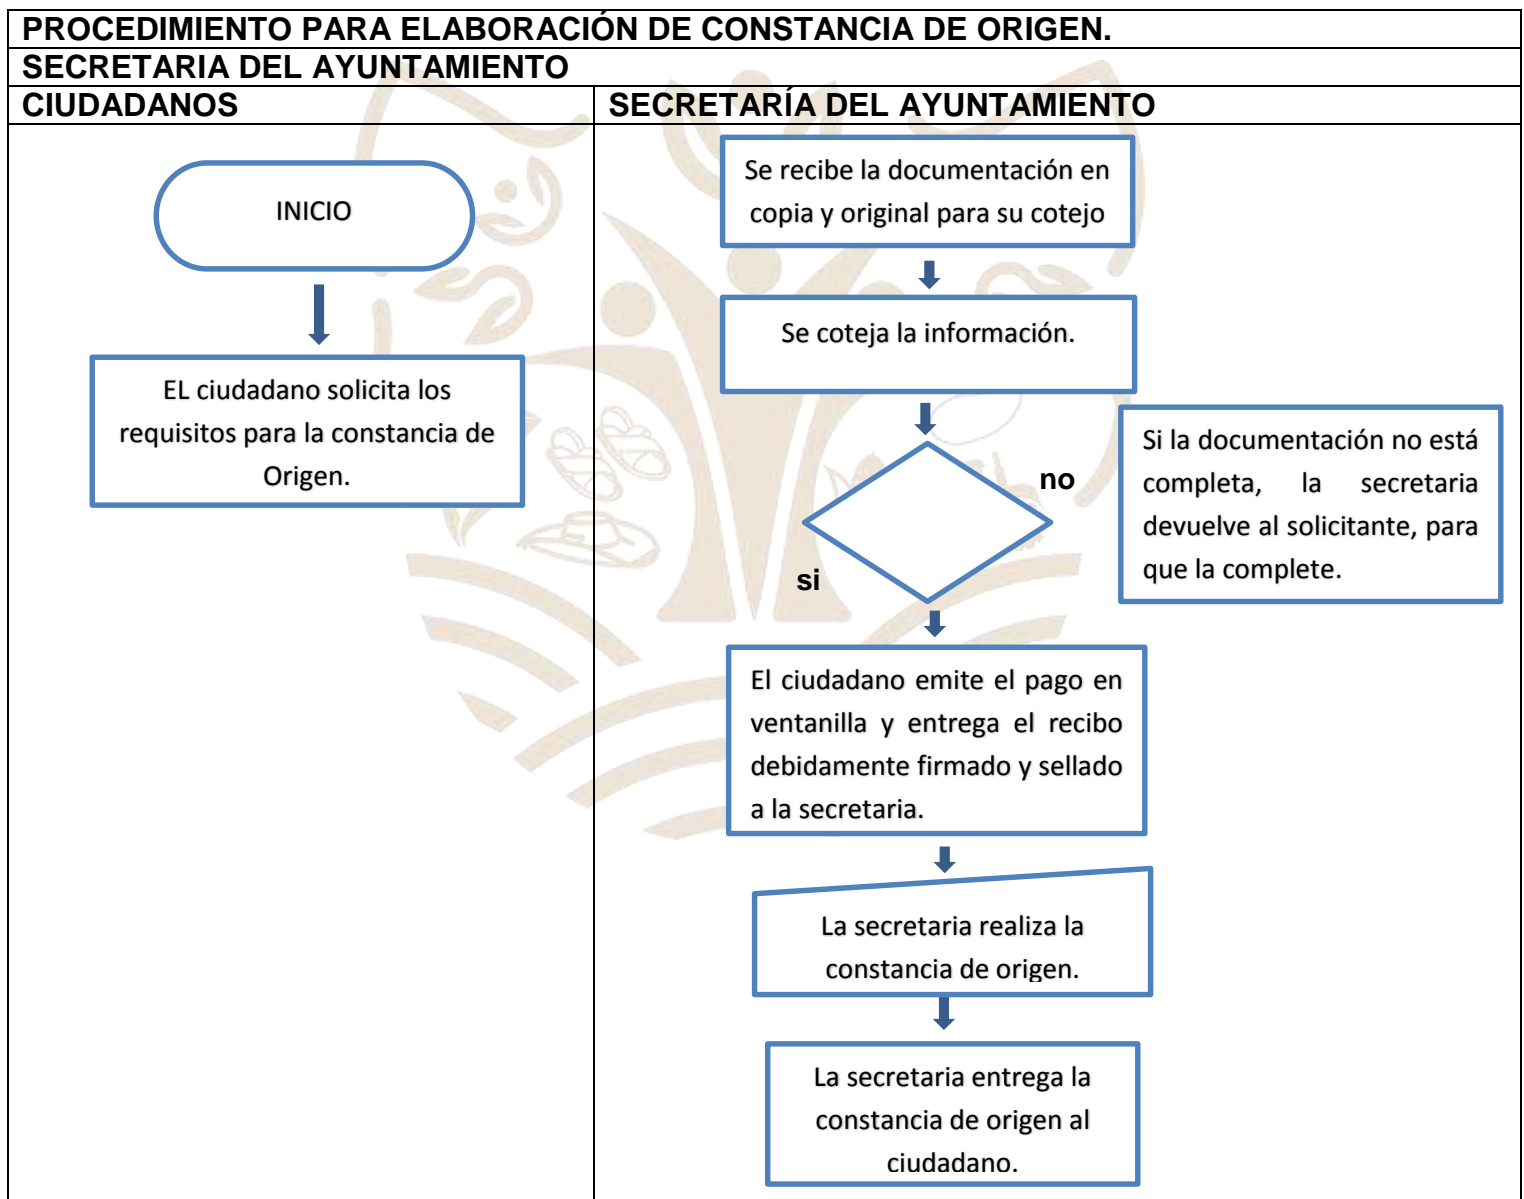 PROCEDIMIENTO PARA ELABORACIÓN DE CONSTANCIA DE ORIGEN.
SECRETARIA DEL AYUNTAMIENTO
CIUDADANOS
SECRETARÍA DEL AYUNTAMIENTO
INICIO
EL ciudadano solicita los
requisitos para la constancia de
Origen.
Se recibe la documentación en
copia y original para su cotejo
Se coteja la información.
no
Si la documentación no está
completa, la secretaria
devuelve al solicitante, para
que la complete.
si
El ciudadano emite el pago en
ventanilla y entrega el recibo
debidamente firmado y sellado
a la secretaria.
La secretaria realiza la
constancia de origen.
La secretaria entrega la
constancia de origen al
ciudadano.